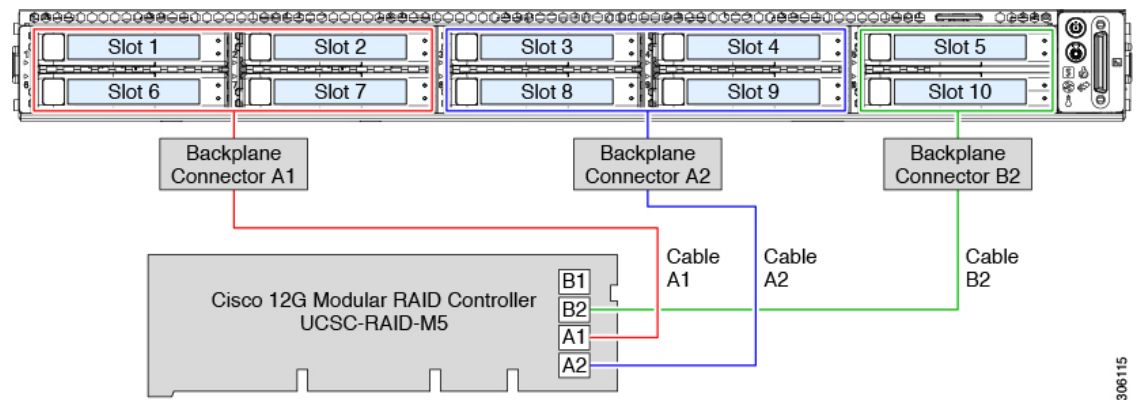 Slot 1
Slot 2
Slot 3
Slot 4
Slot 5
Slot 6
Slot 7
Slot 8
Slot 9
Slot 10
Backplane
Connector A1
Backplane
Connector A2
Backplane
Connector B2
Cable
A1
Cable
A2
Cable
B2
Cisco 12G Modular RAID Controller
UCSC-RAID-M5
B1
B2
A1
A2
306115